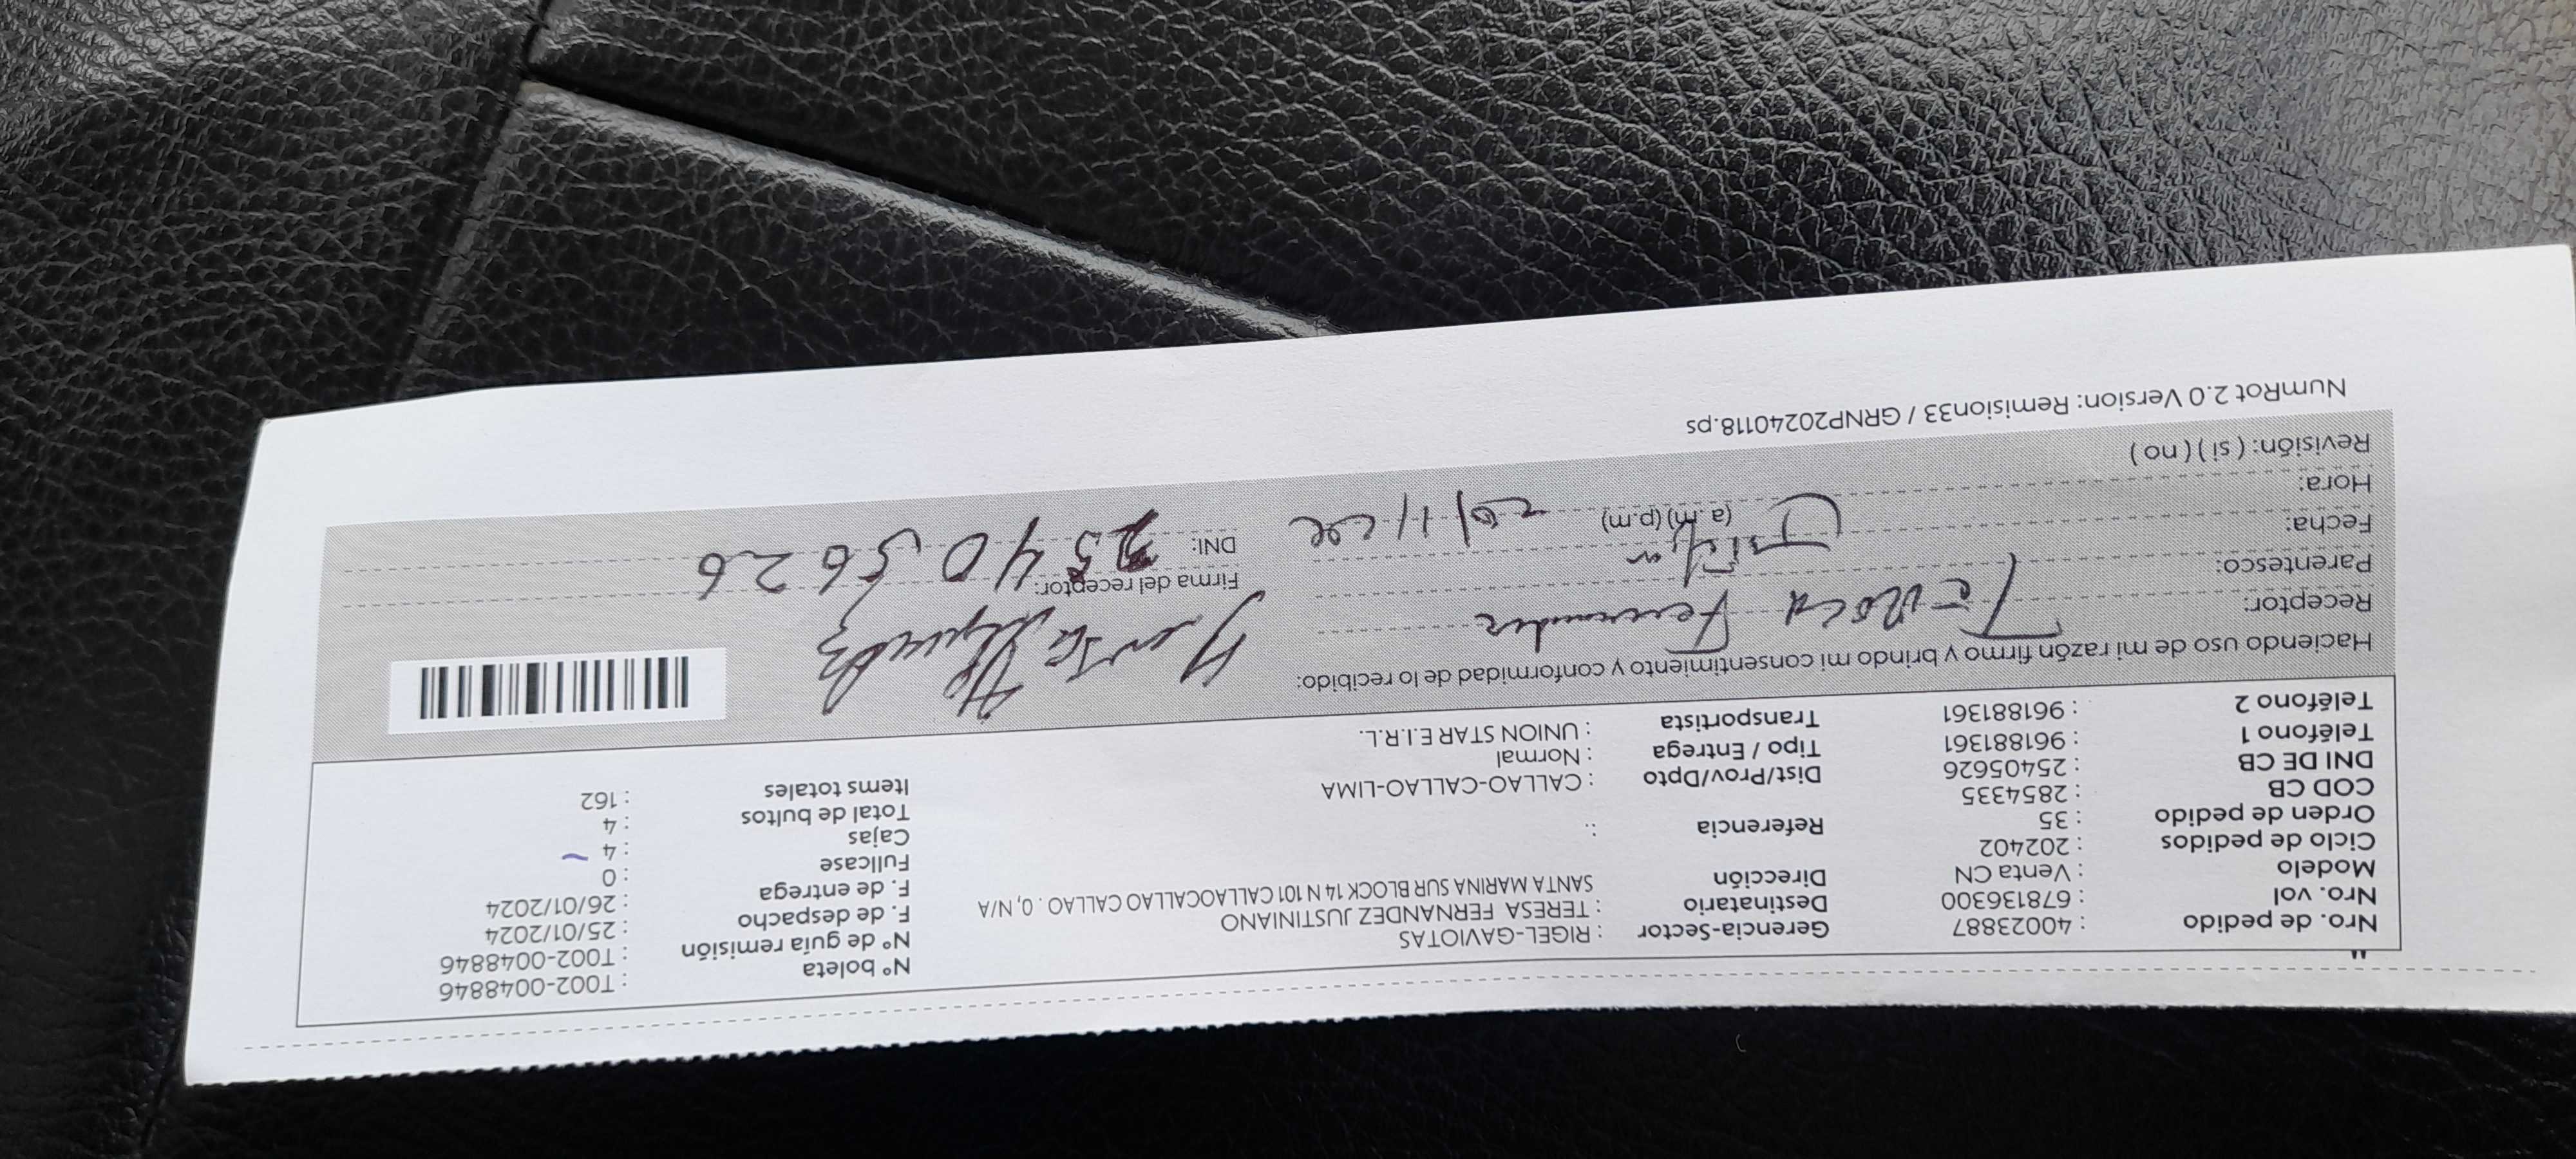 Nro. de pedido : 40023887 Gerencia-Sector : RIGEL-GAVIOTAS N° boleta : T002-0048846
Nro. vol : 678136300 Destinatario : TERESA FERNANDEZ JUSTINIANO N° de guía remisión : T002-0048846
Modelo : Venta CN Dirección SANTA MARINA SUR BLOCK 14 N 101 CALLAOCALLAO CALLAO . 0, N/A F. de despacho : 25/01/2024
Ciclo de pedidos : 202402 F. de entrega : 26/01/2024
Orden de pedido : 35 Referencia :. Fullcase : 0
COD CB : 2854335 Cajas : 4
DNI DE CB : 25405626 Dist/Prov/Dpto : CALLAO-CALLAO-LIMA Total de bultos : 4
Teléfono 1 : 961881361 Tipo / Entrega : Normal Items totales : 162
Teléfono 2 : 961881361 Transportista : UNION STAR E.I.R.L.
Haciendo uso de mi razón firmo y brindo mi consentimiento y conformidad de lo recibido:
Receptor: Teresa Fernandez
Parentesco: Firma del receptor:
Fecha: DNI: 25405626
Hora: (a.m) (p.m)
Revisión: ( si ) ( no )
NumRot 2.0 Version: Remision33 / GRNP20240118.ps